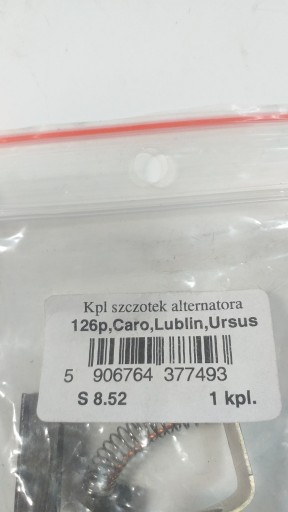 Kpl szczotek alternatora
126p,Caro,Lublin,Ursus
5 906764 377493
S 8.52 1 kpl.